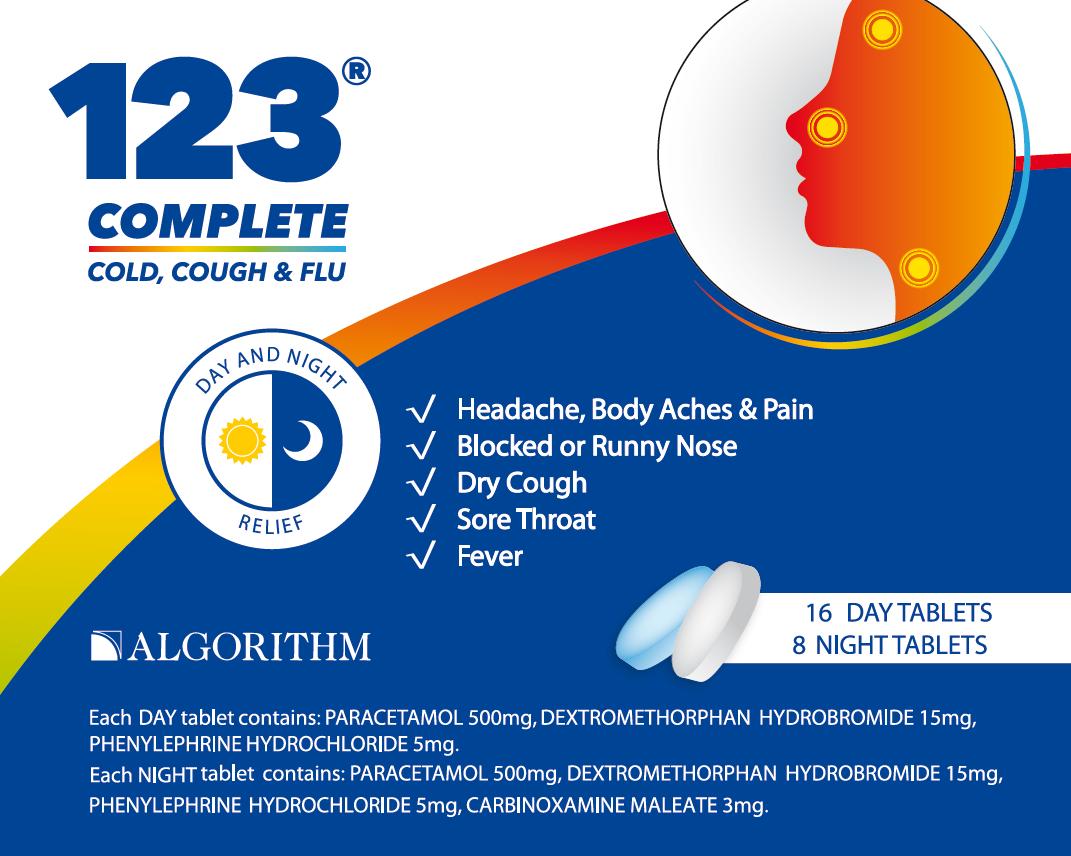 123®
COMPLETE
COLD, COUGH & FLU
DAY AND NIGHT
RELIEF
√ Headache, Body Aches & Pain
√ Blocked or Runny Nose
√ Dry Cough
√ Sore Throat
√ Fever
16 DAY TABLETS
8 NIGHT TABLETS
ALGORITHM
Each DAY tablet contains: PARACETAMOL 500mg, DEXTROMETHORPHAN HYDROBROMIDE 15mg,
PHENYLEPHRINE HYDROCHLORIDE 5mg.
Each NIGHT tablet contains: PARACETAMOL 500mg, DEXTROMETHORPHAN HYDROBROMIDE 15mg,
PHENYLEPHRINE HYDROCHLORIDE 5mg, CARBINOXAMINE MALEATE 3mg.